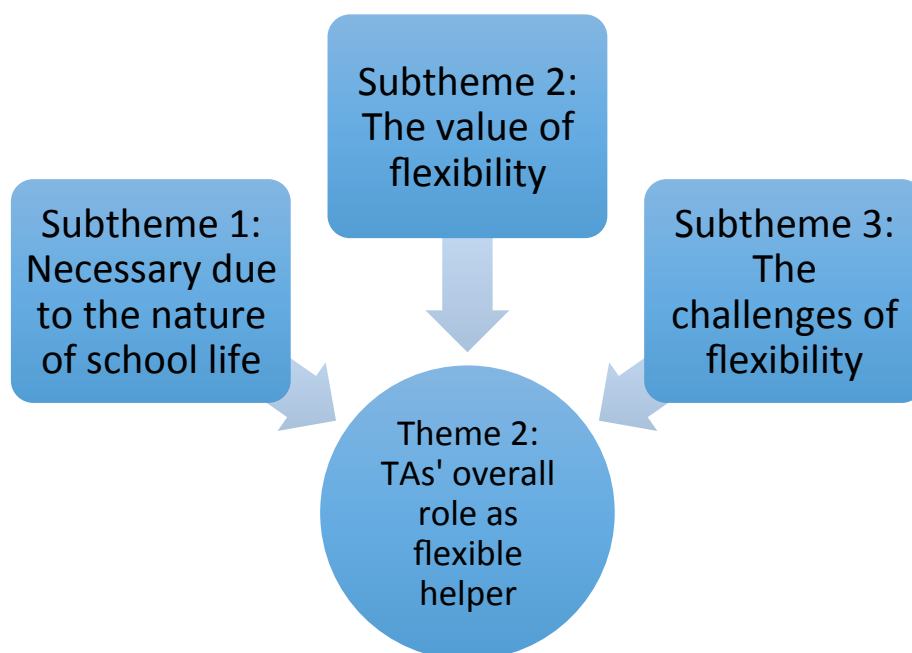 Subtheme 1:
Necessary due
to the nature
of school life
Subtheme 2:
The value of
flexibility
Subtheme 3:
The
challenges of
flexibility
Theme 2:
TAs' overall
role as
flexible
helper